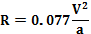 R = 0.077 V²/a